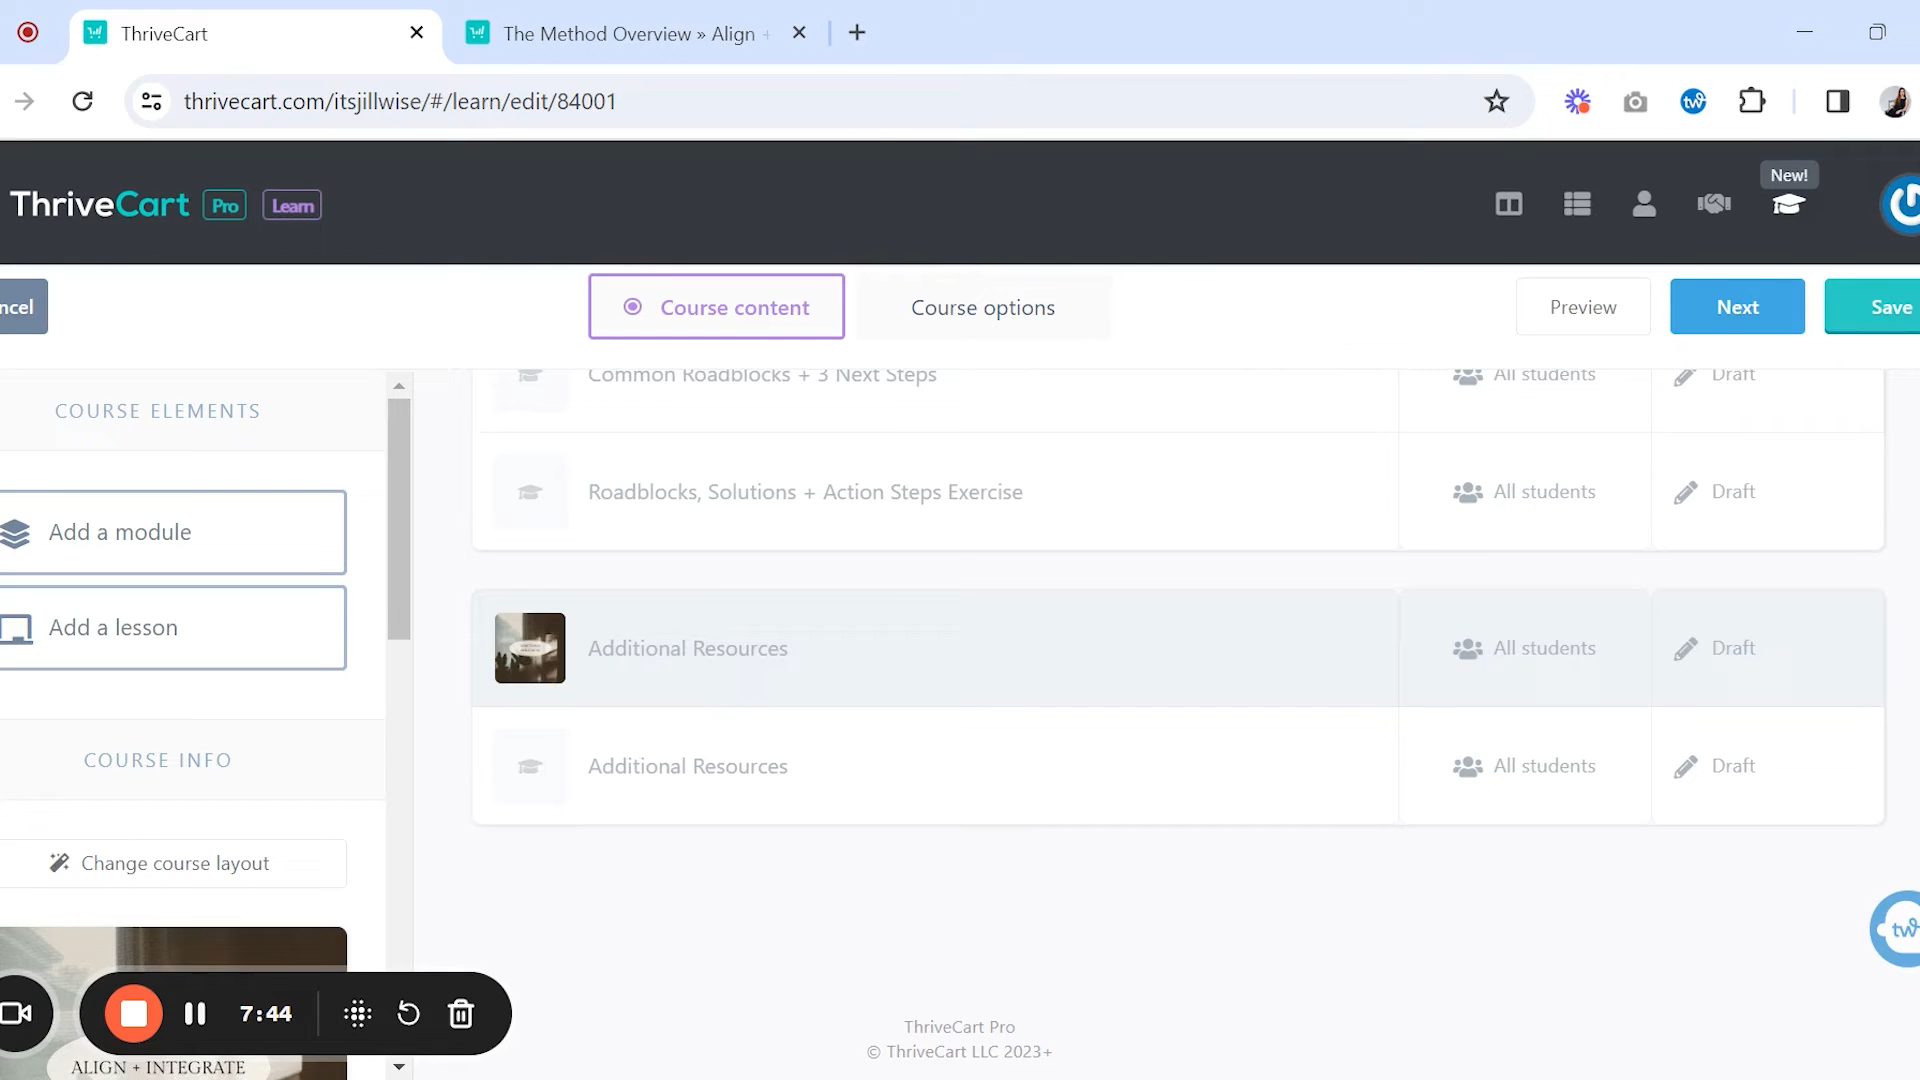 ThriveCart
The Method Overview » Align +
thrivecart.com/itsjillwise/#/learn/edit/84001
tw
New!
ThriveCart Pro Learn
ncel
Course content
Course options
Preview
Next
Save
COURSE ELEMENTS
Add a module
Add a lesson
COURSE INFO
Change course layout
ALIGN + INTEGRATE
7:44
Common Roadblocks + 3 Next Steps
All students
Draft
Roadblocks, Solutions + Action Steps Exercise
All students
Draft
Additional Resources
All students
Draft
Additional Resources
All students
Draft
tw
ThriveCart Pro
© ThriveCart LLC 2023+